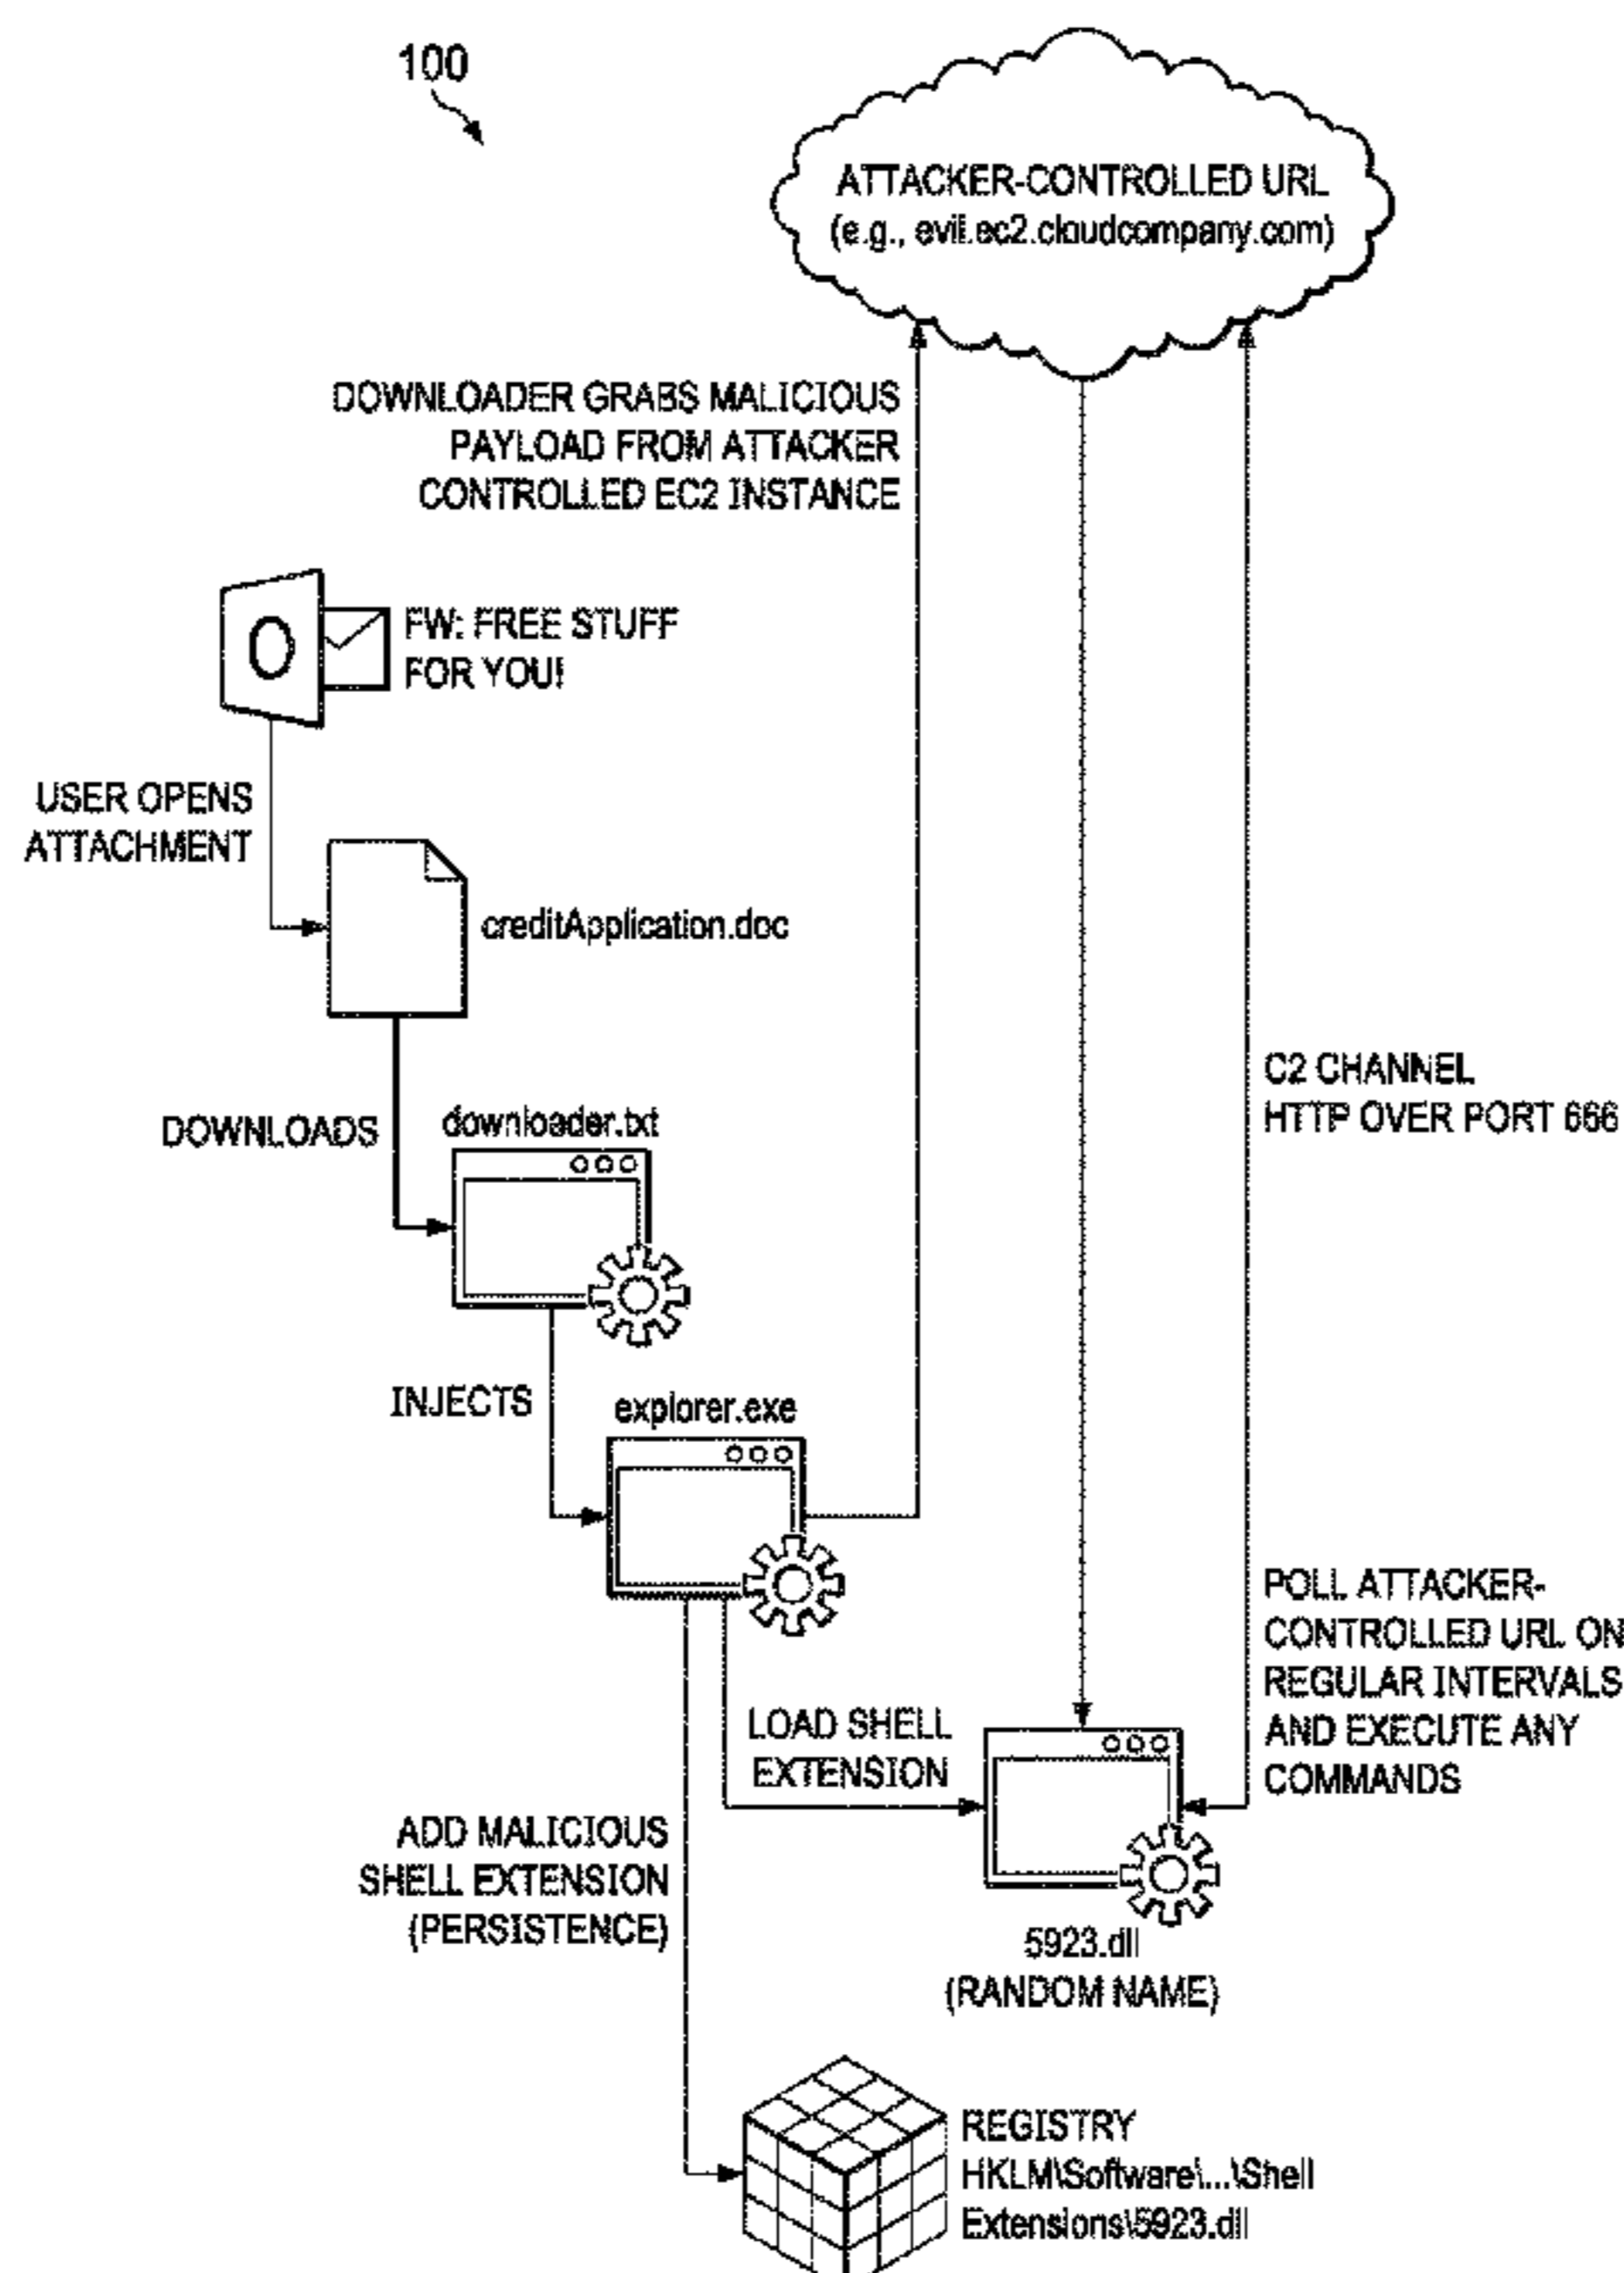 100
ATTACKER-CONTROLLED URL
(e.g., evil.ec2.cloudcompany.com)
DOWNLOADER GRABS MALICIOUS
PAYLOAD FROM ATTACKER
CONTROLLED EC2 INSTANCE
FW: FREE STUFF
FOR YOU!
USER OPENS
ATTACHMENT
creditApplication.doc
C2 CHANNEL
HTTP OVER PORT 666
DOWNLOADS
downloader.txt
INJECTS
explorer.exe
POLL ATTACKER-
CONTROLLED URL ON
REGULAR INTERVALS
AND EXECUTE ANY
COMMANDS
LOAD SHELL
EXTENSION
ADD MALICIOUS
SHELL EXTENSION
(PERSISTENCE)
5923.dll
(RANDOM NAME)
REGISTRY
HKLM\Software\...\Shell
Extensions\5923.dll